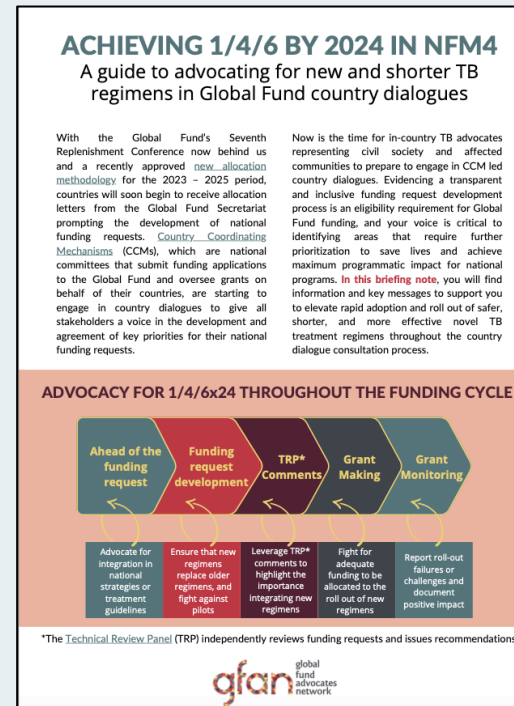 ACHIEVING 1/4/6 BY 2024 IN NFM4
A guide to advocating for new and shorter TB
regimens in Global Fund country dialogues
With the Global Fund's Seventh
Replenishment Conference now behind us
and a recently approved new allocation
methodology for the 2023 – 2025 period,
countries will soon begin to receive allocation
letters from the Global Fund Secretariat
prompting the development of national
funding requests. Country Coordinating
Mechanisms (CCMs), which are national
committees that submit funding applications
to the Global Fund and oversee grants on
behalf of their countries, are starting to
engage in country dialogues to give all
stakeholders a voice in the development and
agreement of key priorities for their national
funding requests.
Now is the time for in-country TB advocates
representing civil society and affected
communities to prepare to engage in CCM led
country dialogues. Evidencing a transparent
and inclusive funding request development
process is an eligibility requirement for Global
Fund funding, and your voice is critical to
identifying areas that require further
prioritization to save lives and achieve
maximum programmatic impact for national
programs. In this briefing note, you will find
information and key messages to support you
to elevate rapid adoption and roll out of safer,
shorter, and more effective novel TB
treatment regimens throughout the country
dialogue consultation process.
ADVOCACY FOR 1/4/6x24 THROUGHOUT THE FUNDING CYCLE
Ahead of the
funding
request
Funding
request
development
TRP*
Comments
Grant
Making
Grant
Monitoring
Advocate for
integration in
national
strategies or
treatment
guidelines
Ensure that new
regimens
replace older
regimens, and
fight against
pilots
Leverage TRP*
comments to
highlight the
importance
integrating new
regimens
Fight for
adequate
funding to be
allocated to the
roll out of new
regimens
Report roll-out
failures or
challenges and
document
positive impact
*The Technical Review Panel (TRP) independently reviews funding requests and issues recommendations
gfan
global
fund
advocates
network